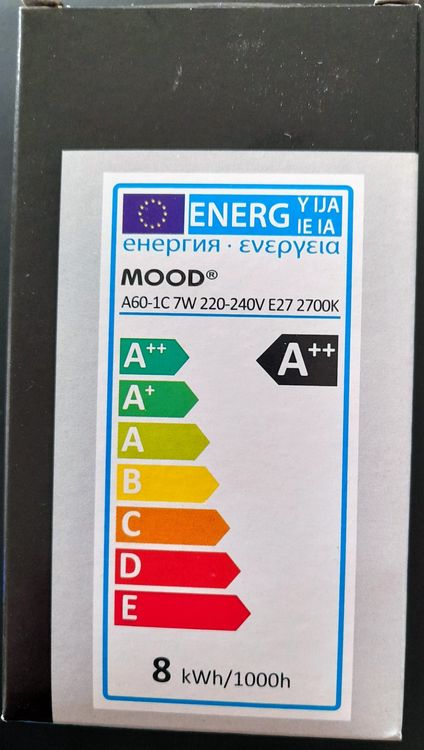 ENERG Y IJA
IE IA
енергия · ενεργεια
MOOD®
A60-1C 7W 220-240V E27 2700K
A++ A++
A+
A
B
C
D
E
8 kWh/1000h